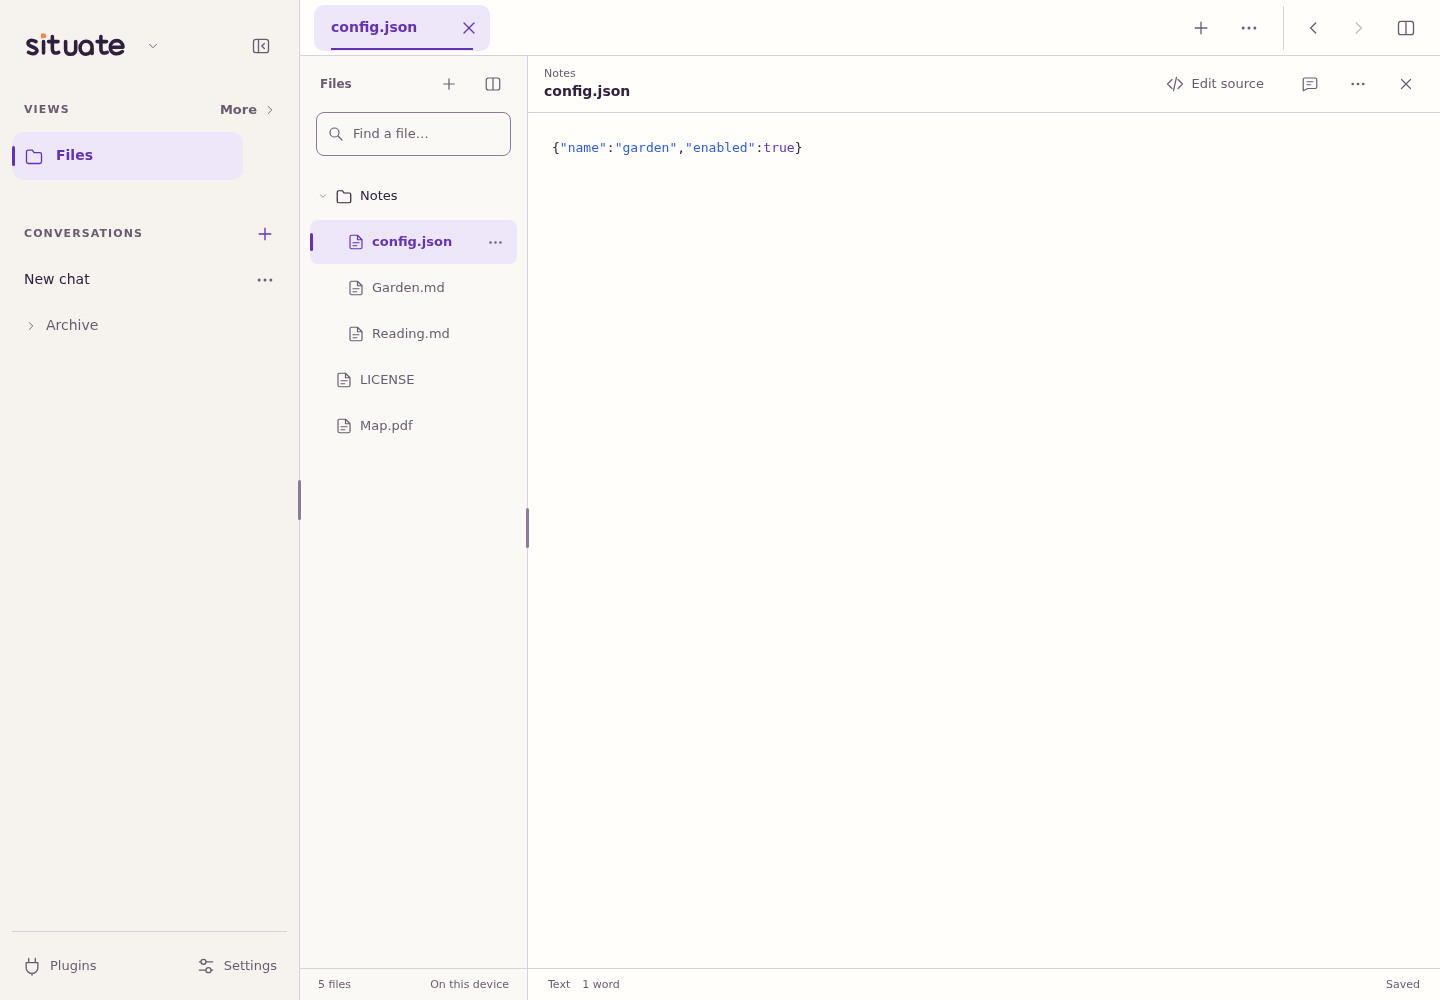 situate
VIEWS
More
Files
CONVERSATIONS
New chat
Archive
Plugins
Settings
config.json
Files
Find a file...
Notes
config.json
Garden.md
Reading.md
LICENSE
Map.pdf
5 files
On this device
Notes
config.json
Edit source
{"name":"garden","enabled":true}
Text
1 word
Saved